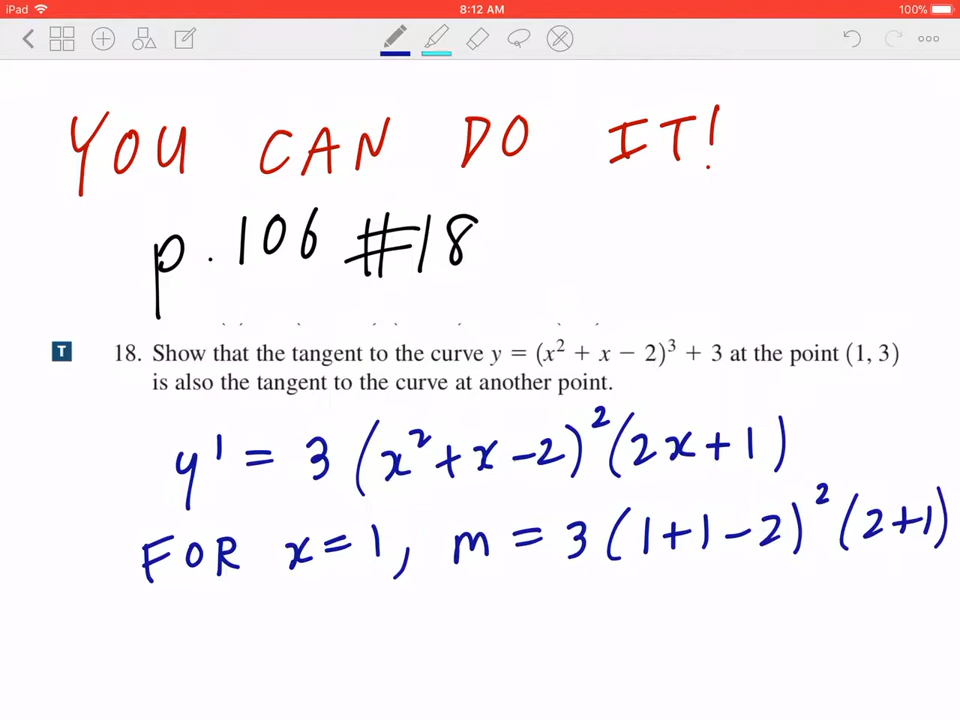 iPad 8:12 AM 100%
YOU CAN DO IT!
p. 106 #18
T 18. Show that the tangent to the curve y = (x² + x − 2)³ + 3 at the point (1, 3)
is also the tangent to the curve at another point.
y' = 3(x²+x-2)²(2x+1)
FOR x=1, m = 3(1+1-2)²(2+1)